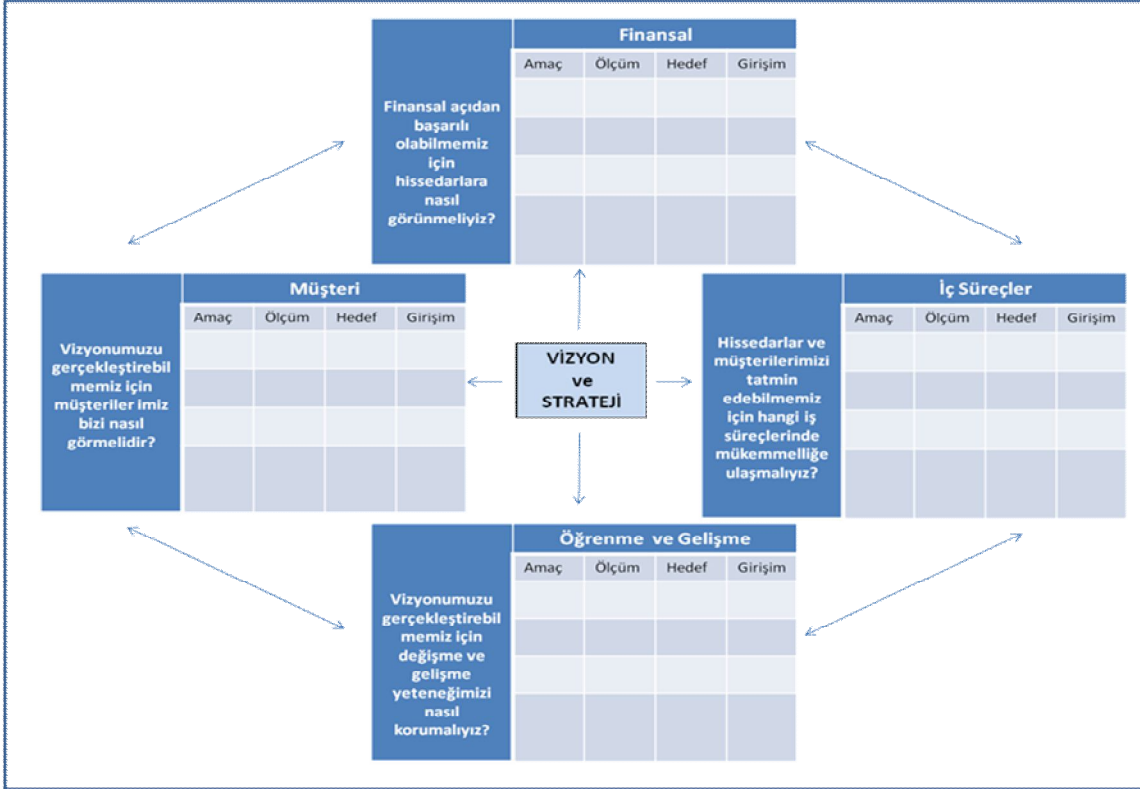 Finansal
Amaç Ölçüm Hedef Girişim
Finansal açıdan
başarılı
olabilmemiz
için
hissedarlara
nasıl
görünmeliyiz?
Müşteri
Amaç Ölçüm Hedef Girişim
Vizyonumuzu
gerçekleştirebil
memiz için
müşteriler imiz
bizi nasıl
görmelidir?
VİZYON
ve
STRATEJİ
İç Süreçler
Amaç Ölçüm Hedef Girişim
Hissedarlar ve
müşterilerimizi
tatmin
edebilmemiz
için hangi iş
süreçlerinde
mükemmelliğe
ulaşmalıyız?
Öğrenme ve Gelişme
Amaç Ölçüm Hedef Girişim
Vizyonumuzu
gerçekleştirebil
memiz için
değişme ve
gelişme
yeteneğimizi
nasıl
korumalıyız?